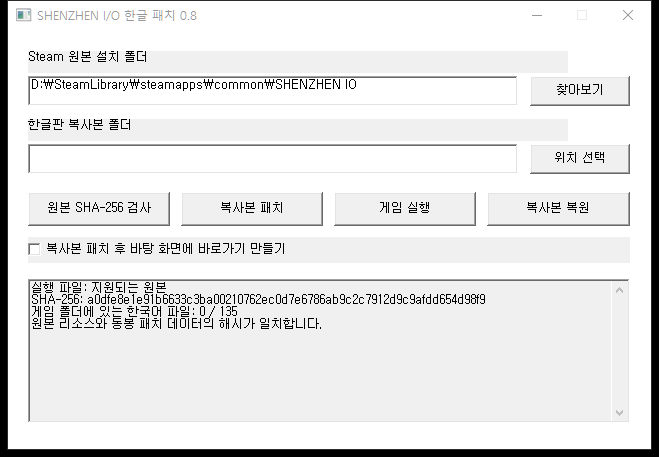 SHENZHEN I/O 한글 패치 0.8
Steam 원본 설치 폴더
D:₩SteamLibrary₩steamapps₩common₩SHENZHEN IO
찾아보기
한글판 복사본 폴더
위치 선택
원본 SHA-256 검사
복사본 패치
게임 실행
복사본 복원
복사본 패치 후 바탕 화면에 바로가기 만들기
실행 파일: 지원되는 원본
SHA-256: a0dfe8e1e91b6633c3ba00210762ec0d7e6786ab9c2c7912d9c9afdd654d98f9
게임 폴더에 있는 한국어 파일: 0 / 135
원본 리소스와 동봉 패치 데이터의 해시가 일치합니다.